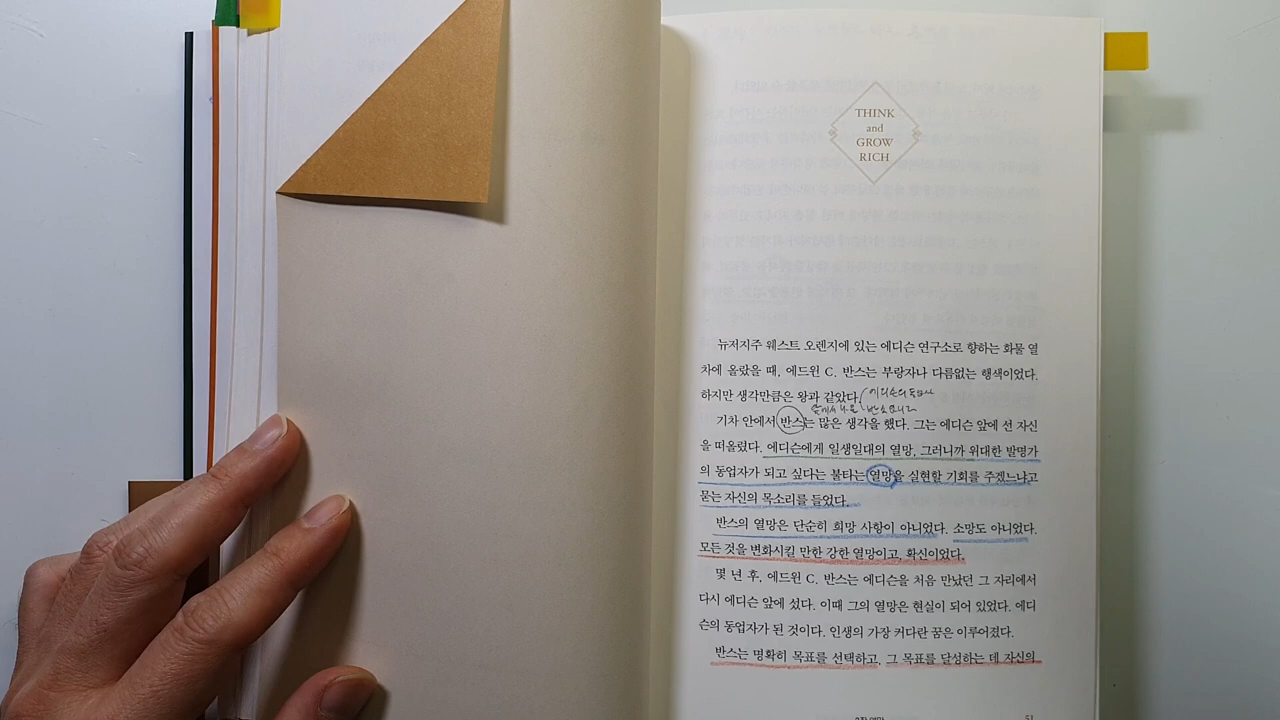 THINK
and
GROW
RICH
뉴저지주 웨스트 오렌지에 있는 에디슨 연구소로 향하는 화물 열
차에 올랐을 때, 에드윈 C. 반스는 부랑자나 다름없는 행색이었다.
하지만 생각만큼은 왕과 같았다.
기차 안에서 반스는 많은 생각을 했다. 그는 에디슨 앞에 선 자신
을 떠올렸다. 에디슨에게 일생일대의 열망, 그러니까 위대한 발명가
의 동업자가 되고 싶다는 불타는 열망을 실현할 기회를 주겠느냐고
묻는 자신의 목소리를 들었다.
반스의 열망은 단순히 희망 사항이 아니었다. 소망도 아니었다.
모든 것을 변화시킬 만한 강한 열망이고, 확신이었다.
몇 년 후, 에드윈 C. 반스는 에디슨을 처음 만났던 그 자리에서
다시 에디슨 앞에 섰다. 이때 그의 열망은 현실이 되어 있었다. 에디
슨의 동업자가 된 것이다. 인생의 가장 커다란 꿈은 이루어졌다.
반스는 명확히 목표를 선택하고, 그 목표를 달성하는 데 자신의
51